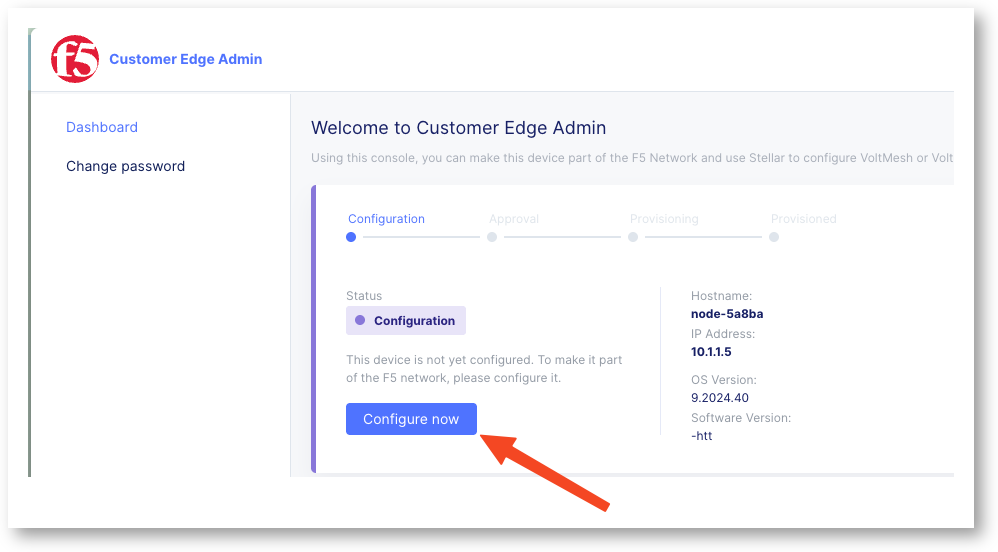 f5 Customer Edge Admin
Dashboard
Change password
Welcome to Customer Edge Admin
Using this console, you can make this device part of the F5 Network and use Stellar to configure VoltMesh or Volt
Configuration Approval Provisioning Provisioned
Status
Configuration
This device is not yet configured. To make it part
of the F5 network, please configure it.
Configure now
Hostname:
node-5a8ba
IP Address:
10.1.1.5
OS Version:
9.2024.40
Software Version:
-htt